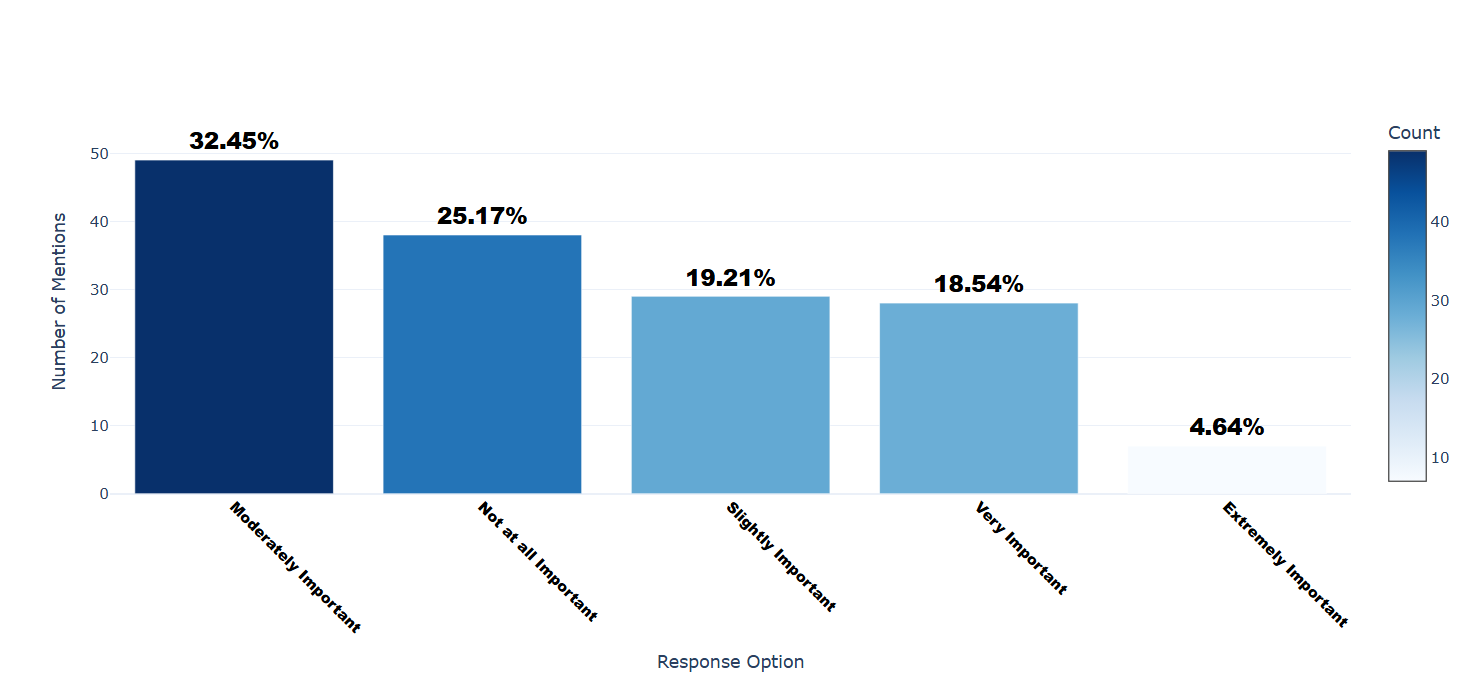 Count
32.45%
25.17%
19.21%
18.54%
4.64%
50
40
30
20
10
0
Number of Mentions
40
30
20
10
Moderately Important
Not at all Important
Slightly Important
Very Important
Extremely Important
Response Option